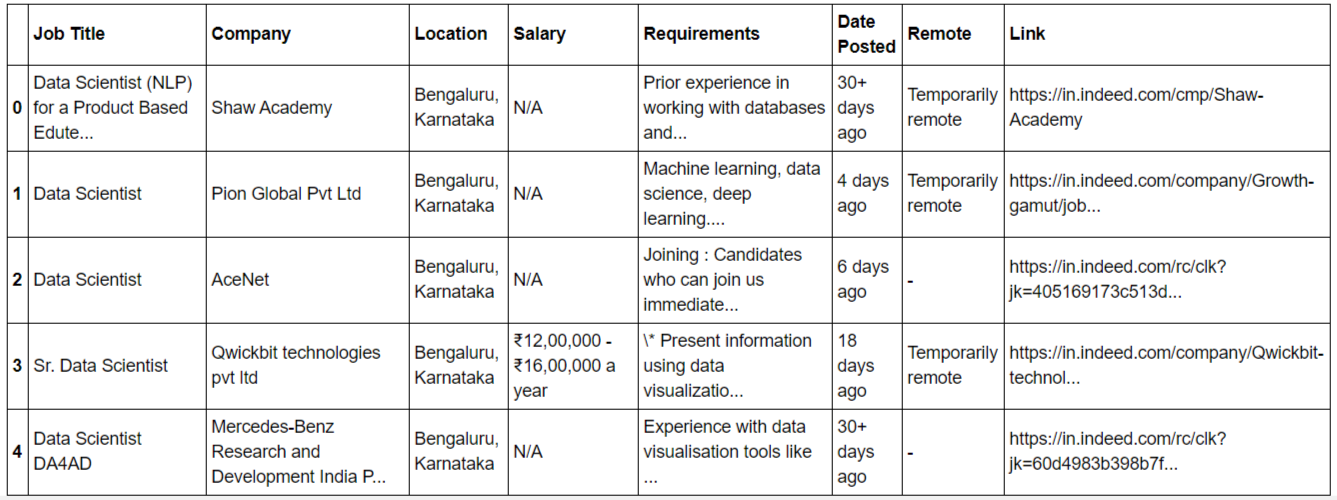 Job Title Company Location Salary Requirements Date Posted Remote Link
0 Data Scientist (NLP) for a Product Based Edute... Shaw Academy Bengaluru, Karnataka N/A Prior experience in working with databases and... 30+ days ago Temporarily remote https://in.indeed.com/cmp/Shaw-Academy
1 Data Scientist Pion Global Pvt Ltd Bengaluru, Karnataka N/A Machine learning, data science, deep learning.... 4 days ago Temporarily remote https://in.indeed.com/company/Growth-gamut/job...
2 Data Scientist AceNet Bengaluru, Karnataka N/A Joining : Candidates who can join us immediate... 6 days ago - https://in.indeed.com/rc/clk?jk=405169173c513d...
3 Sr. Data Scientist Qwickbit technologies pvt ltd Bengaluru, Karnataka ₹12,00,000 - ₹16,00,000 a year \* Present information using data visualizatio... 18 days ago Temporarily remote https://in.indeed.com/company/Qwickbit-technol...
4 Data Scientist DA4AD Mercedes-Benz Research and Development India P... Bengaluru, Karnataka N/A Experience with data visualisation tools like ... 30+ days ago - https://in.indeed.com/rc/clk?jk=60d4983b398b7f...